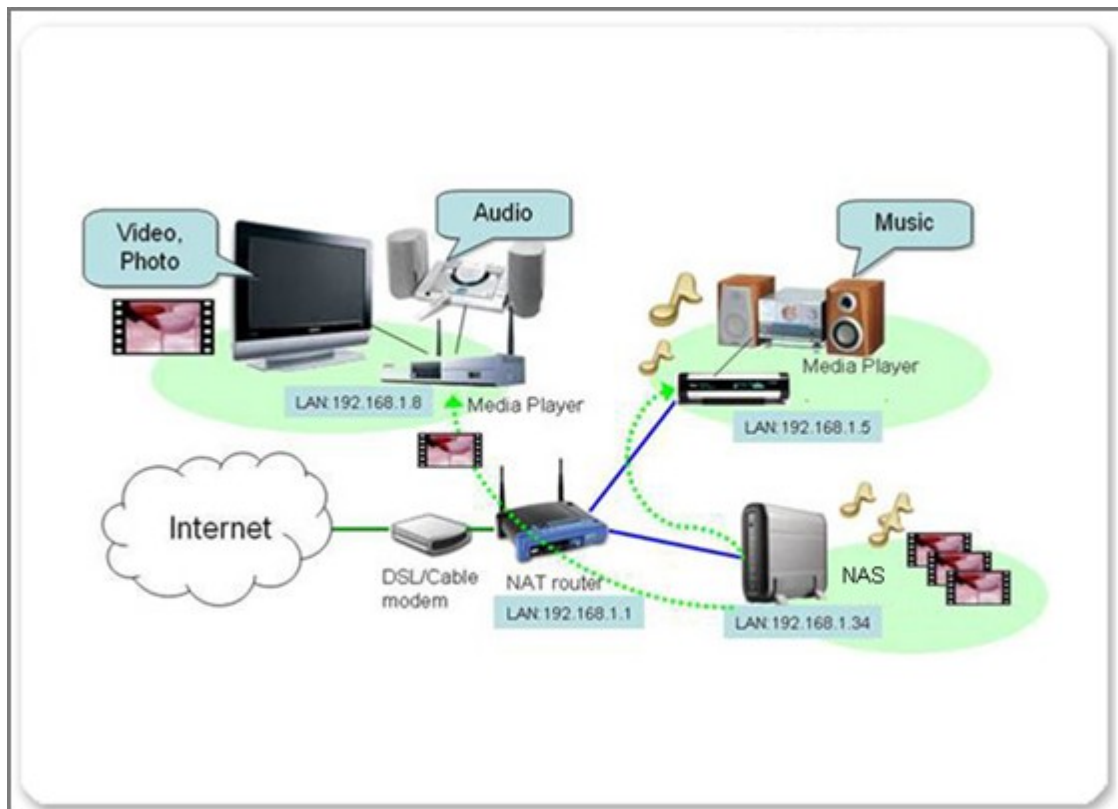 Video,
Photo
Audio
Music
LAN:192.168.1.8
Media Player
Media Player
LAN:192.168.1.5
Internet
DSL/Cable
modem
NAT router
LAN:192.168.1.1
NAS
LAN:192.168.1.34